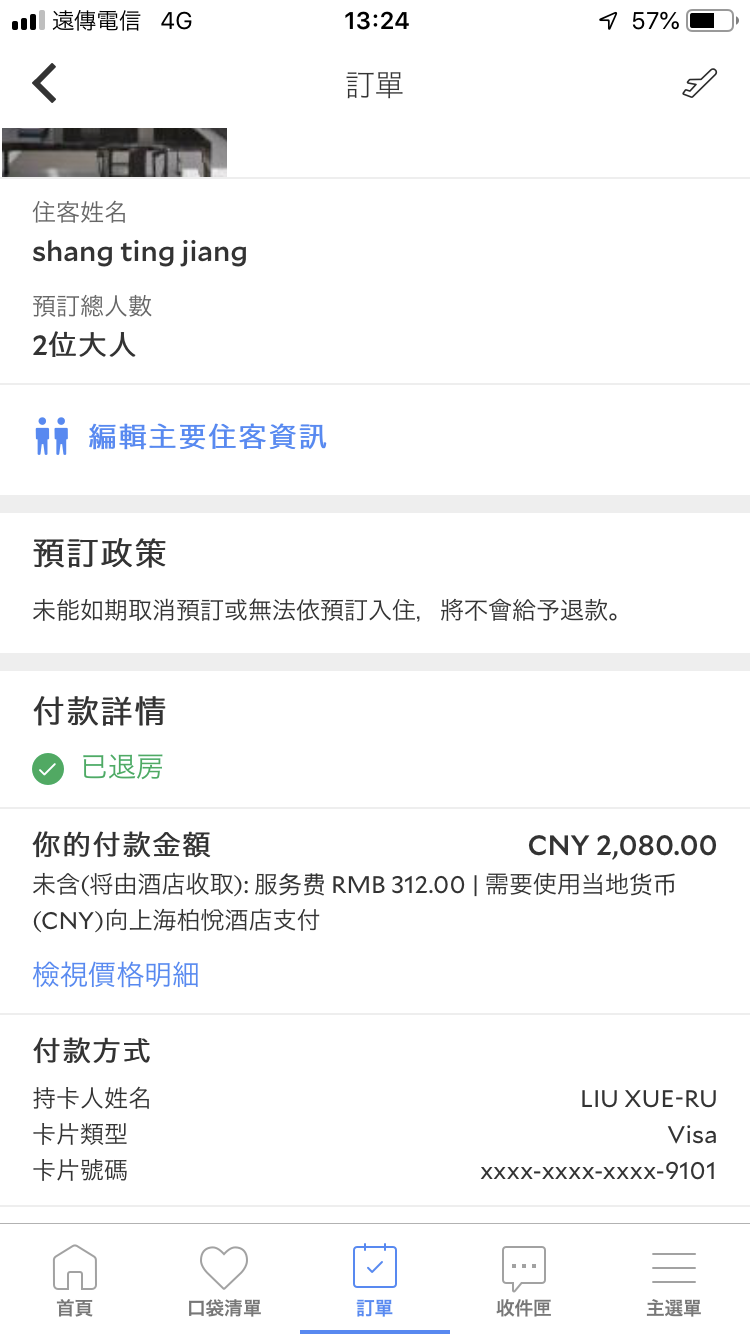 遠傳電信 4G 13:24 57%
訂單
住客姓名
shang ting jiang
預訂總人數
2位大人
編輯主要住客資訊
預訂政策
未能如期取消預訂或無法依預訂入住，將不會給予退款。
付款詳情
已退房
你的付款金額 CNY 2,080.00
未含(将由酒店收取): 服务费 RMB 312.00 | 需要使用当地货币
(CNY)向上海柏悅酒店支付
檢視價格明細
付款方式
持卡人姓名 LIU XUE-RU
卡片類型 Visa
卡片號碼 xxxx-xxxx-xxxx-9101
首頁 口袋清單 訂單 收件匣 主選單